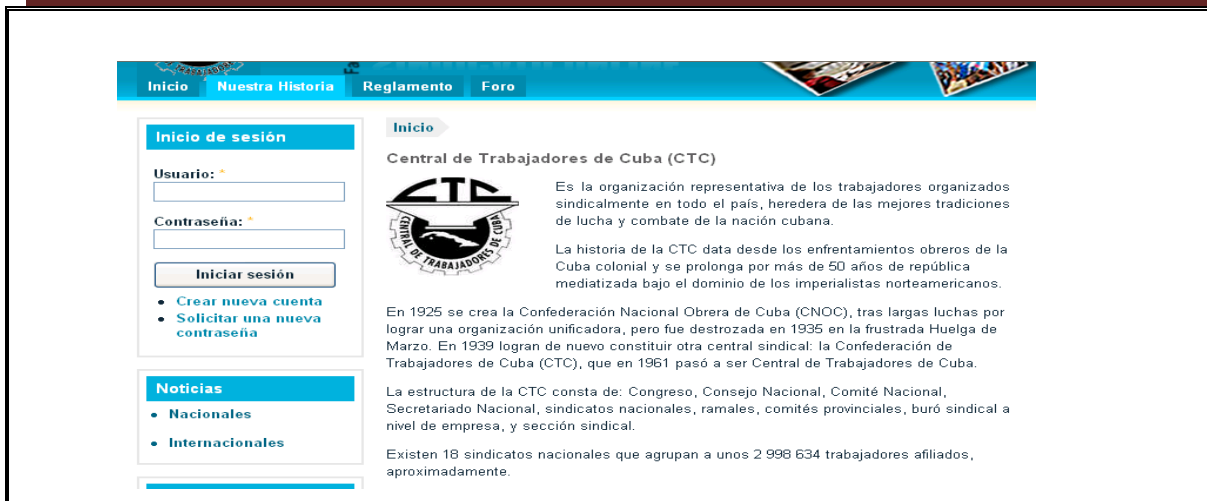 Inicio Nuestra Historia Reglamento Foro
Inicio de sesión
Usuario: *
Contraseña: *
Iniciar sesión
• Crear nueva cuenta
• Solicitar una nueva
contraseña
Noticias
• Nacionales
• Internacionales
Inicio
Central de Trabajadores de Cuba (CTC)
CTC
CENTRAL DE TRABAJADORES DE CUBA
Es la organización representativa de los trabajadores organizados
sindicalmente en todo el país, heredera de las mejores tradiciones
de lucha y combate de la nación cubana.
La historia de la CTC data desde los enfrentamientos obreros de la
Cuba colonial y se prolonga por más de 50 años de república
mediatizada bajo el dominio de los imperialistas norteamericanos.
En 1925 se crea la Confederación Nacional Obrera de Cuba (CNOC), tras largas luchas por
lograr una organización unificadora, pero fue destrozada en 1935 en la frustrada Huelga de
Marzo. En 1939 logran de nuevo constituir otra central sindical: la Confederación de
Trabajadores de Cuba (CTC), que en 1961 pasó a ser Central de Trabajadores de Cuba.
La estructura de la CTC consta de: Congreso, Consejo Nacional, Comité Nacional,
Secretariado Nacional, sindicatos nacionales, ramales, comités provinciales, buró sindical a
nivel de empresa, y sección sindical.
Existen 18 sindicatos nacionales que agrupan a unos 2 998 634 trabajadores afiliados,
aproximadamente.